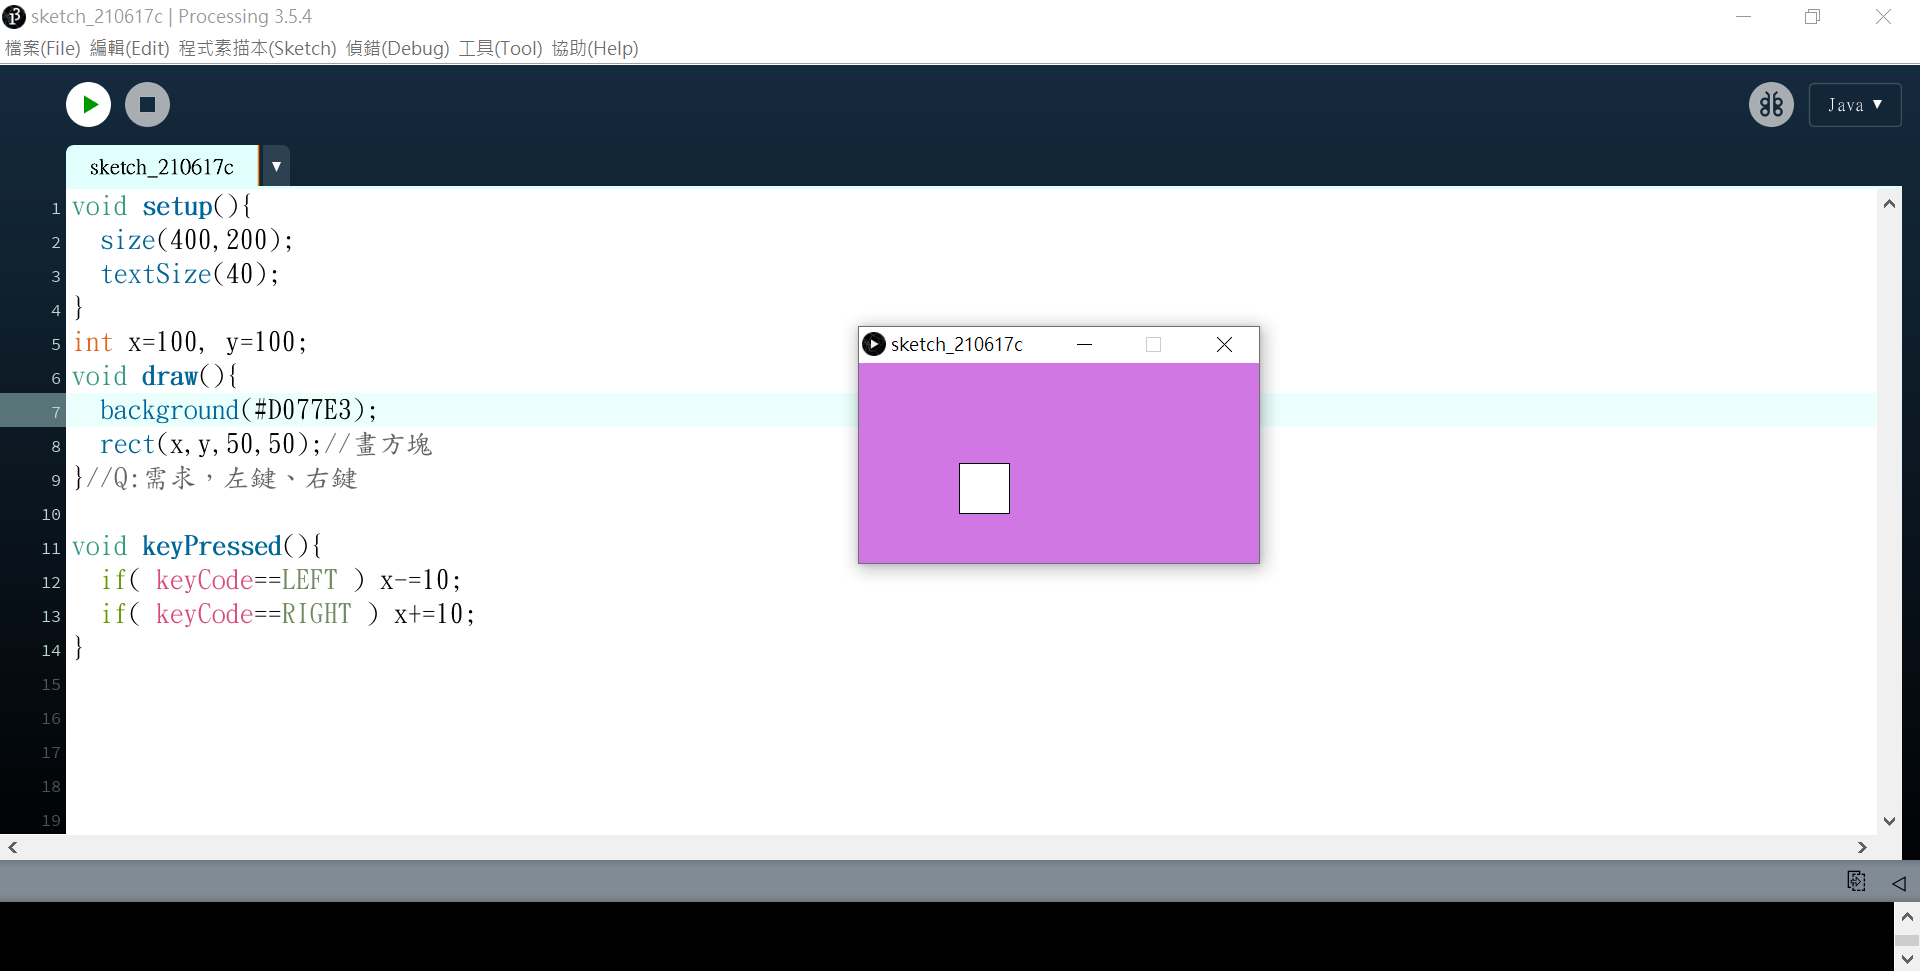 sketch_210617c | Processing 3.5.4
檔案(File) 編輯(Edit) 程式素描本(Sketch) 偵錯(Debug) 工具(Tool) 協助(Help)
Java ▼
sketch_210617c ▼
1 void setup(){
2   size(400,200);
3   textSize(40);
4 }
5 int x=100, y=100;
6 void draw(){
7   background(#D077E3);
8   rect(x,y,50,50);//畫方塊
9 }//Q:需求，左鍵、右鍵
10
11 void keyPressed(){
12   if( keyCode==LEFT ) x-=10;
13   if( keyCode==RIGHT ) x+=10;
14 }
15
16
17
18
19
sketch_210617c